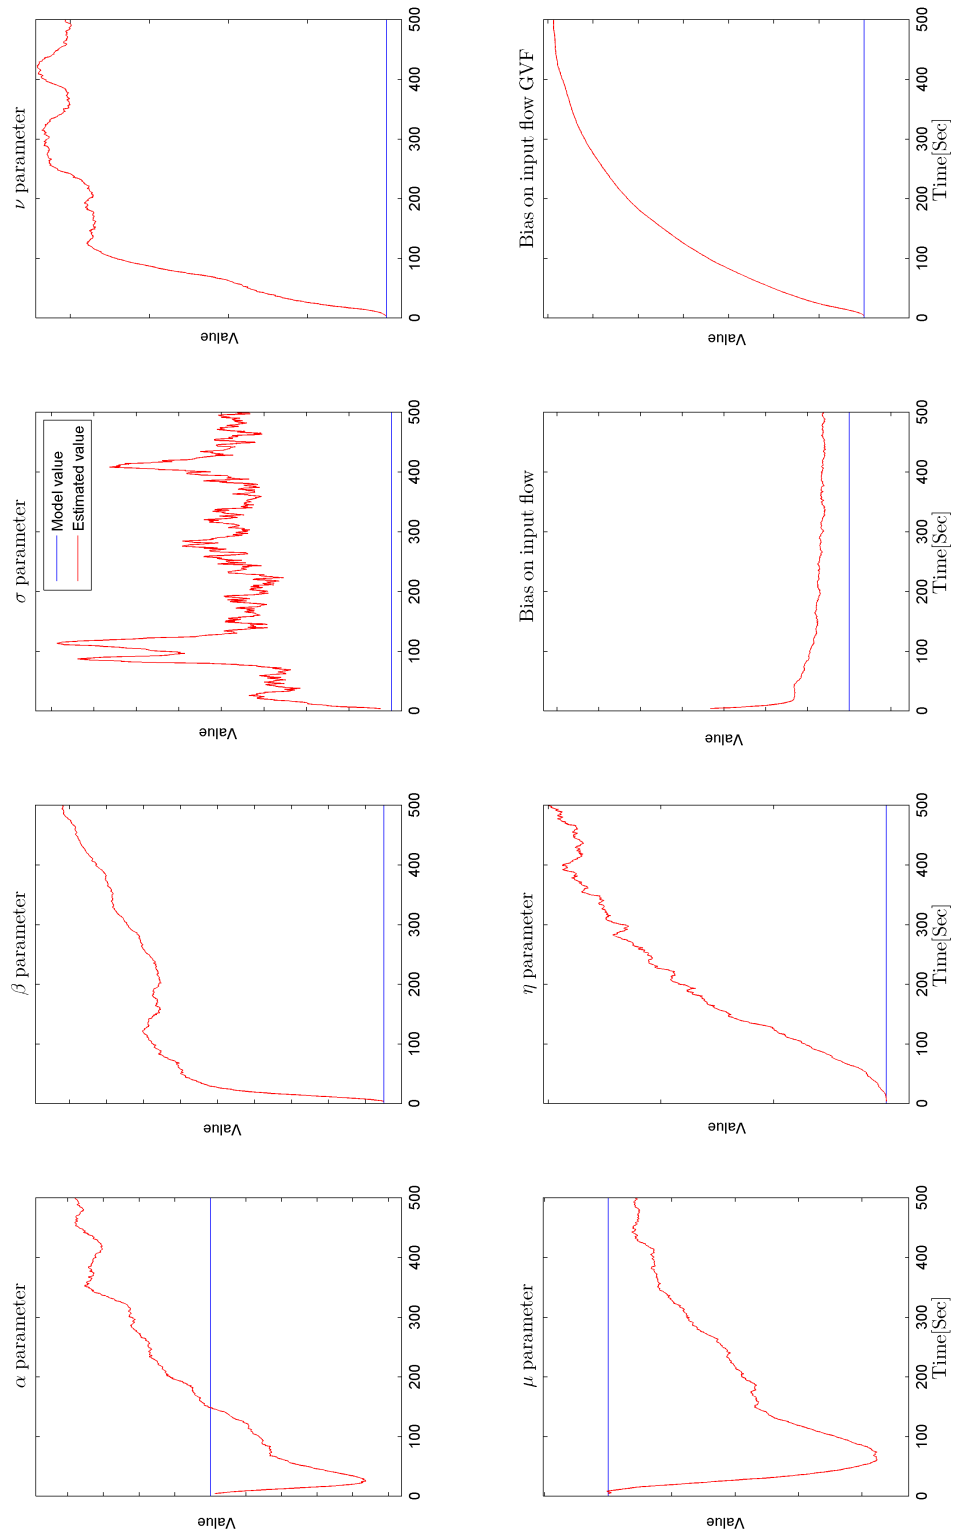 α parameter
Value
0 100 200 300 400 500
β parameter
Value
0 100 200 300 400 500
σ parameter
Value
Model value
Estimated value
0 100 200 300 400 500
ν parameter
Value
0 100 200 300 400 500
μ parameter
Value
0 100 200 300 400 500
Time[Sec]
η parameter
Value
0 100 200 300 400 500
Time[Sec]
Bias on input flow
Value
0 100 200 300 400 500
Time[Sec]
Bias on input flow GVF
Value
0 100 200 300 400 500
Time[Sec]